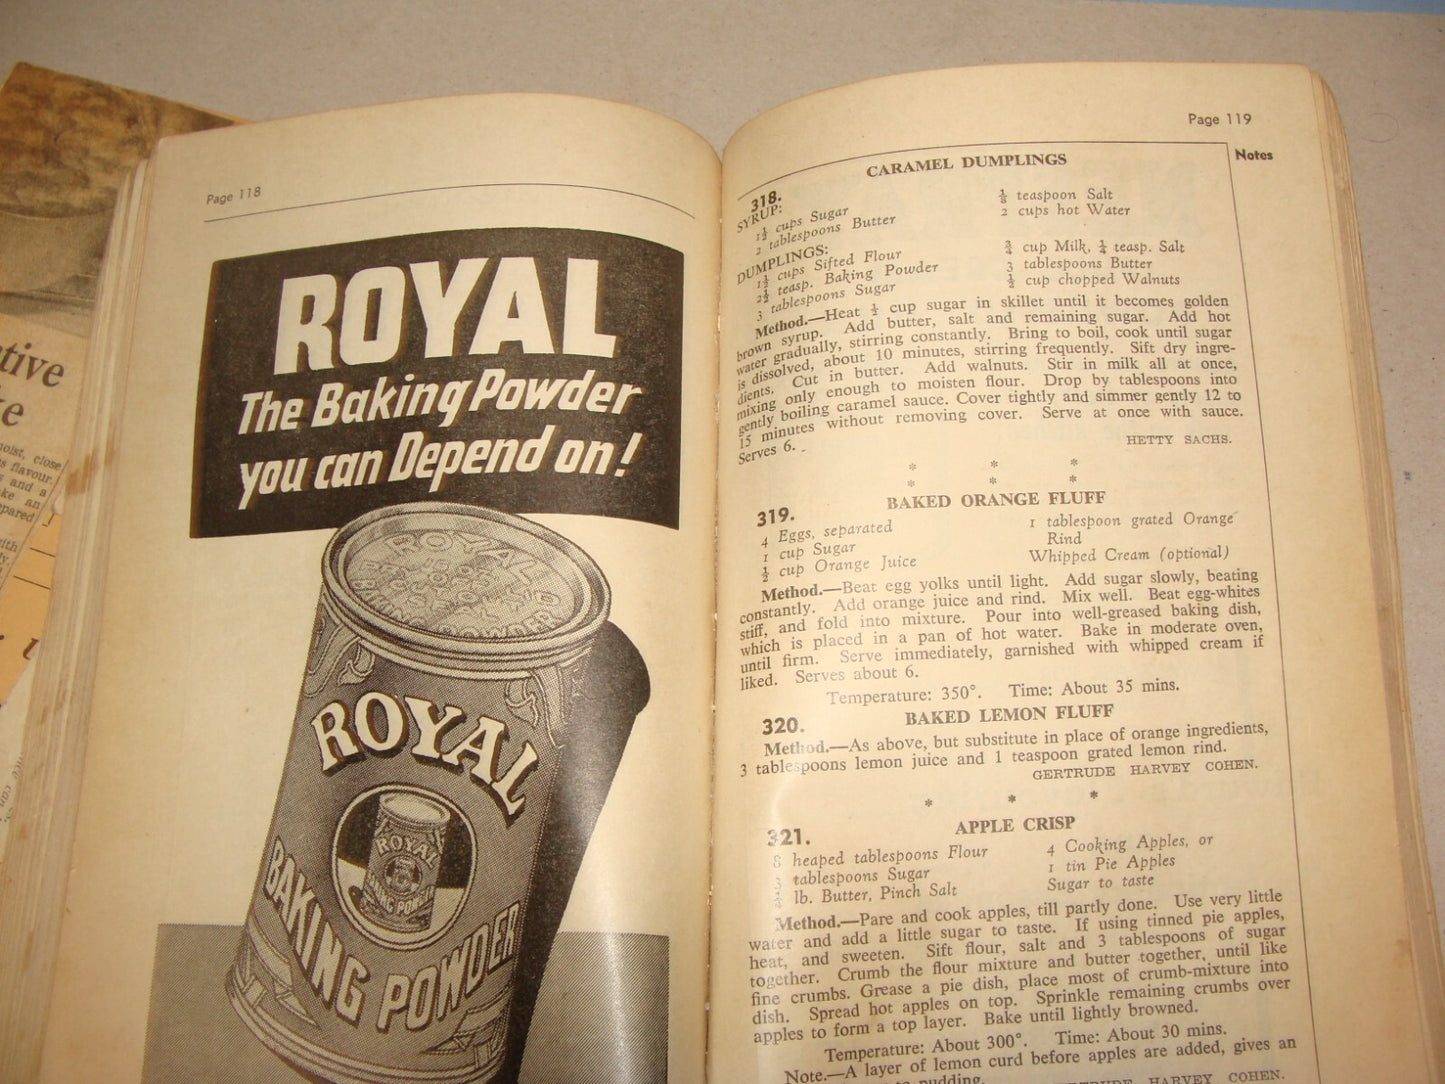 Page 118
ROYAL
The Baking Powder
you can Depend on!
ROYAL
BAKING POWDER
ROYAL
BAKING POWDER
ROYAL
BAKING POWDER
Page 119
Notes
CARAMEL DUMPLINGS
318.
SYRUP:
1½ cups Sugar
2 tablespoons Butter
⅛ teaspoon Salt
2 cups hot Water
DUMPLINGS:
1½ cups Sifted Flour
2½ teasp. Baking Powder
3 tablespoons Sugar
¾ cup Milk, ¼ teasp. Salt
3 tablespoons Butter
½ cup chopped Walnuts
Method.—Heat ½ cup sugar in skillet until it becomes golden
brown syrup. Add butter, salt and remaining sugar. Add hot
water gradually, stirring constantly. Bring to boil, cook until sugar
is dissolved, about 10 minutes, stirring frequently. Sift dry ingre-
dients. Cut in butter. Add walnuts. Stir in milk all at once,
mixing only enough to moisten flour. Drop by tablespoons into
gently boiling caramel sauce. Cover tightly and simmer gently 12 to
15 minutes without removing cover. Serve at once with sauce.
Serves 6.
HETTY SACHS.
* * *
* * *
BAKED ORANGE FLUFF
319.
4 Eggs, separated
1 cup Sugar
½ cup Orange Juice
1 tablespoon grated Orange
Rind
Whipped Cream (optional)
Method.—Beat egg yolks until light. Add sugar slowly, beating
constantly. Add orange juice and rind. Mix well. Beat egg-whites
stiff, and fold into mixture. Pour into well-greased baking dish,
which is placed in a pan of hot water. Bake in moderate oven,
until firm. Serve immediately, garnished with whipped cream if
liked. Serves about 6.
Temperature: 350°. Time: About 35 mins.
320. BAKED LEMON FLUFF
Method.—As above, but substitute in place of orange ingredients,
3 tablespoons lemon juice and 1 teaspoon grated lemon rind.
GERTRUDE HARVEY COHEN.
* * *
321. APPLE CRISP
8 heaped tablespoons Flour
3 tablespoons Sugar
lb. Butter, Pinch Salt
4 Cooking Apples, or
1 tin Pie Apples
Sugar to taste
Method.—Pare and cook apples, till partly done. Use very little
water and add a little sugar to taste. If using tinned pie apples,
heat, and sweeten. Sift flour, salt and 3 tablespoons of sugar
together. Crumb the flour mixture and butter together, until like
fine crumbs. Grease a pie dish, place most of crumb-mixture into
dish. Spread hot apples on top. Sprinkle remaining crumbs over
apples to form a top layer. Bake until lightly browned.
Temperature: About 300°. Time: About 30 mins.
Note.—A layer of lemon curd before apples are added, gives an
to pudding.
GERTRUDE HARVEY COHEN.
moist, close
flavour.
and a
an